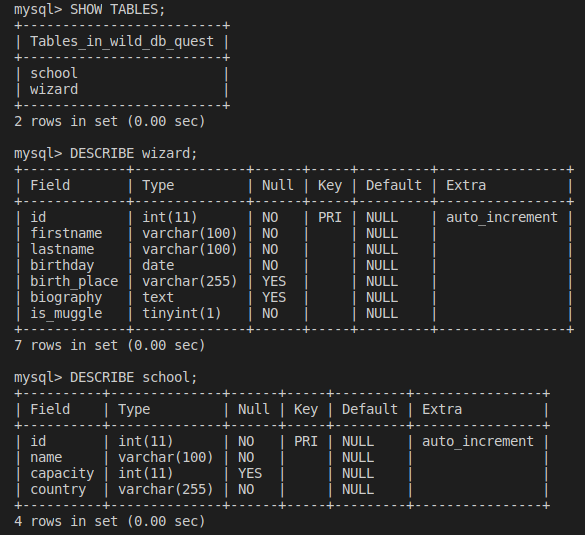 mysql> SHOW TABLES;
+-------------------------+
| Tables_in_wild_db_quest |
+-------------------------+
| school                  |
| wizard                  |
+-------------------------+
2 rows in set (0.00 sec)

mysql> DESCRIBE wizard;
+-------------+--------------+------+-----+---------+----------------+
| Field       | Type         | Null | Key | Default | Extra          |
+-------------+--------------+------+-----+---------+----------------+
| id          | int(11)      | NO   | PRI | NULL    | auto_increment |
| firstname   | varchar(100) | NO   |     | NULL    |                |
| lastname    | varchar(100) | NO   |     | NULL    |                |
| birthday    | date         | NO   |     | NULL    |                |
| birth_place | varchar(255) | YES  |     | NULL    |                |
| biography   | text         | YES  |     | NULL    |                |
| is_muggle   | tinyint(1)   | NO   |     | NULL    |                |
+-------------+--------------+------+-----+---------+----------------+
7 rows in set (0.00 sec)

mysql> DESCRIBE school;
+----------+--------------+------+-----+---------+----------------+
| Field    | Type         | Null | Key | Default | Extra          |
+----------+--------------+------+-----+---------+----------------+
| id       | int(11)      | NO   | PRI | NULL    | auto_increment |
| name     | varchar(100) | NO   |     | NULL    |                |
| capacity | int(11)      | YES  |     | NULL    |                |
| country  | varchar(255) | NO   |     | NULL    |                |
+----------+--------------+------+-----+---------+----------------+
4 rows in set (0.00 sec)